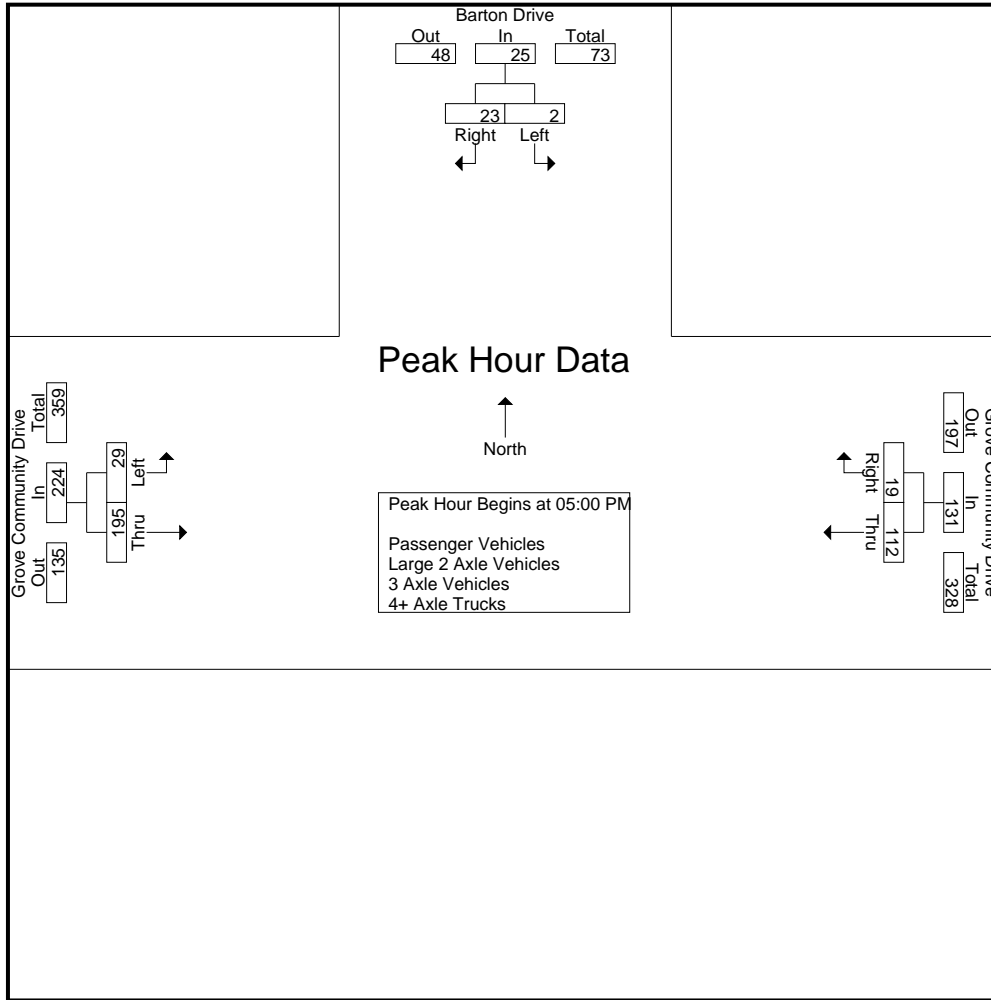 Barton Drive
Out In Total
48 25 73
23 2
Right Left
Peak Hour Data
North
Peak Hour Begins at 05:00 PM
Passenger Vehicles
Large 2 Axle Vehicles
3 Axle Vehicles
4+ Axle Trucks
Grove Community Drive
Out In Total
135 224 359
195 29
Thru Left
Grove Community Drive
Out In Total
197 131 328
19 112
Right Thru